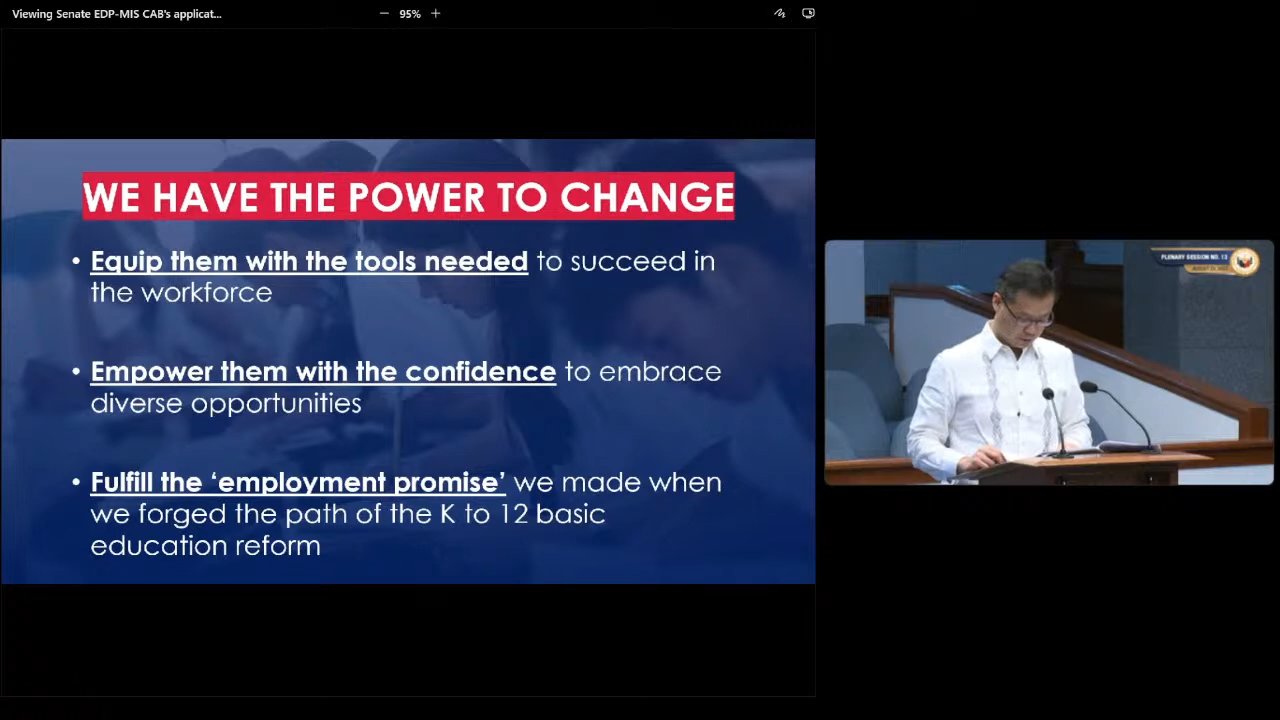 Viewing Senate EDP-MIS CAB's applicat...
95%
WE HAVE THE POWER TO CHANGE
• Equip them with the tools needed to succeed in
the workforce
• Empower them with the confidence to embrace
diverse opportunities
• Fulfill the ‘employment promise’ we made when
we forged the path of the K to 12 basic
education reform
PLENARY SESSION NO. 13